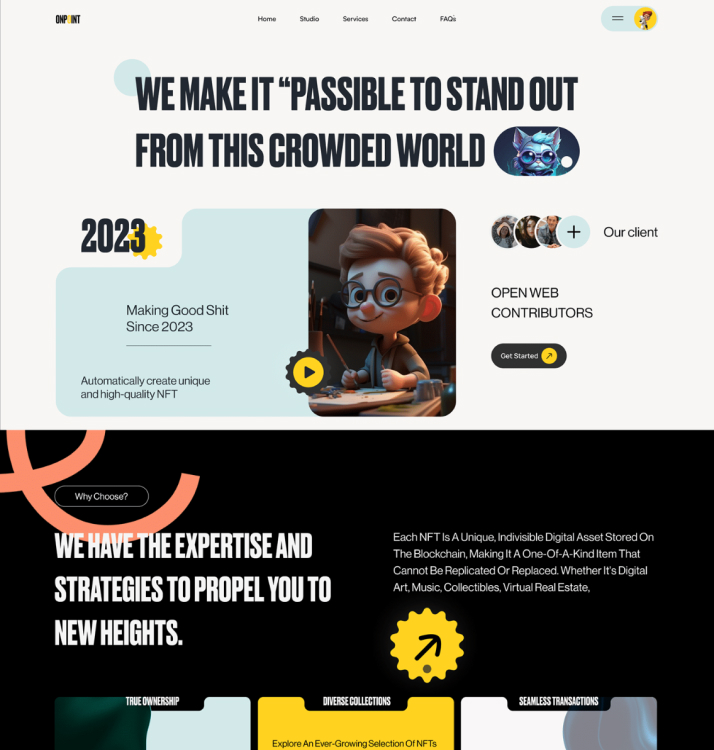 ONPOINT
Home Studio Services Contact FAQs
WE MAKE IT “PASSIBLE TO STAND OUT
FROM THIS CROWDED WORLD
2023
Making Good Shit
Since 2023
Automatically create unique
and high-quality NFT
Our client
OPEN WEB
CONTRIBUTORS
Get Started
Why Choose?
WE HAVE THE EXPERTISE AND
STRATEGIES TO PROPEL YOU TO
NEW HEIGHTS.
Each NFT Is A Unique, Indivisible Digital Asset Stored On
The Blockchain, Making It A One-Of-A-Kind Item That
Cannot Be Replicated Or Replaced. Whether It's Digital
Art, Music, Collectibles, Virtual Real Estate,
TRUE OWNERSHIP
DIVERSE COLLECTIONS
SEAMLESS TRANSACTIONS
Explore An Ever-Growing Selection Of NFTs